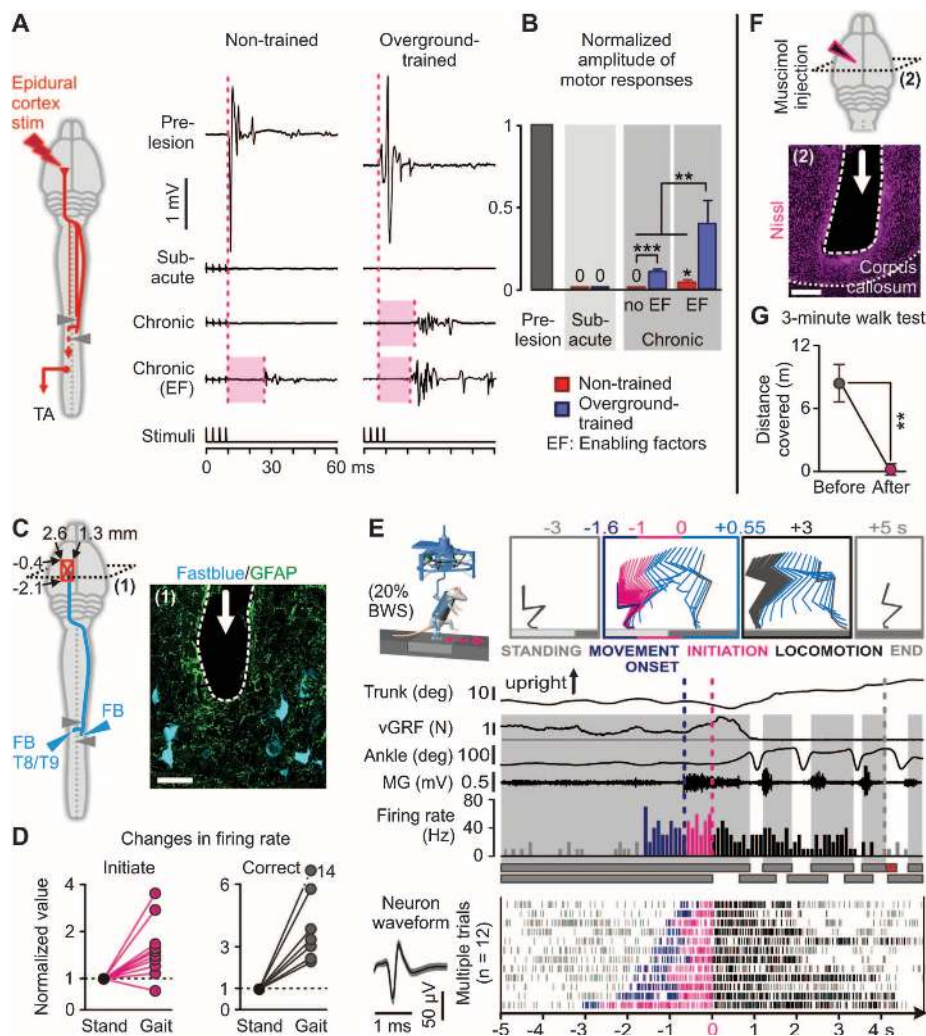 A
Non-trained
Overground-
trained
Epidural
cortex
stim
Pre-
lesion
1 mV
Sub-
acute
Chronic
Chronic
(EF)
Stimuli
TA
0 30 60 ms
B
Normalized
amplitude of
motor responses
1
0.5
0
0 0
***
*
**
no EF EF
Pre-
lesion
Sub-
acute
Chronic
Non-trained
Overground-
trained
EF: Enabling factors
F
Muscimol
injection
(2)
(2)
Nissl
Corpus
callosum
G
3-minute walk test
Distance
covered (m)
12
6
0
**
Before After
C
2.6 1.3 mm
-0.4
-2.1
(1)
FB
FB
T8/T9
Fastblue/GFAP
(1)
D
Changes in firing rate
Initiate
Correct
14
Normalized value
4
2
1
6
3
1
Stand Gait
Stand Gait
E
(20%
BWS)
-3 -1.6 -1 0 +0.55 +3 +5 s
STANDING MOVEMENT
ONSET INITIATION LOCOMOTION END
Trunk (deg) 10
upright
vGRF (N) 1
Ankle (deg) 100
MG (mV) 0.5
Firing rate
(Hz)
80
40
0
Neuron
waveform
50 µV
1 ms
Multiple trials
(n = 12)
-5 -4 -3 -2 -1 0 1 2 3 4 s